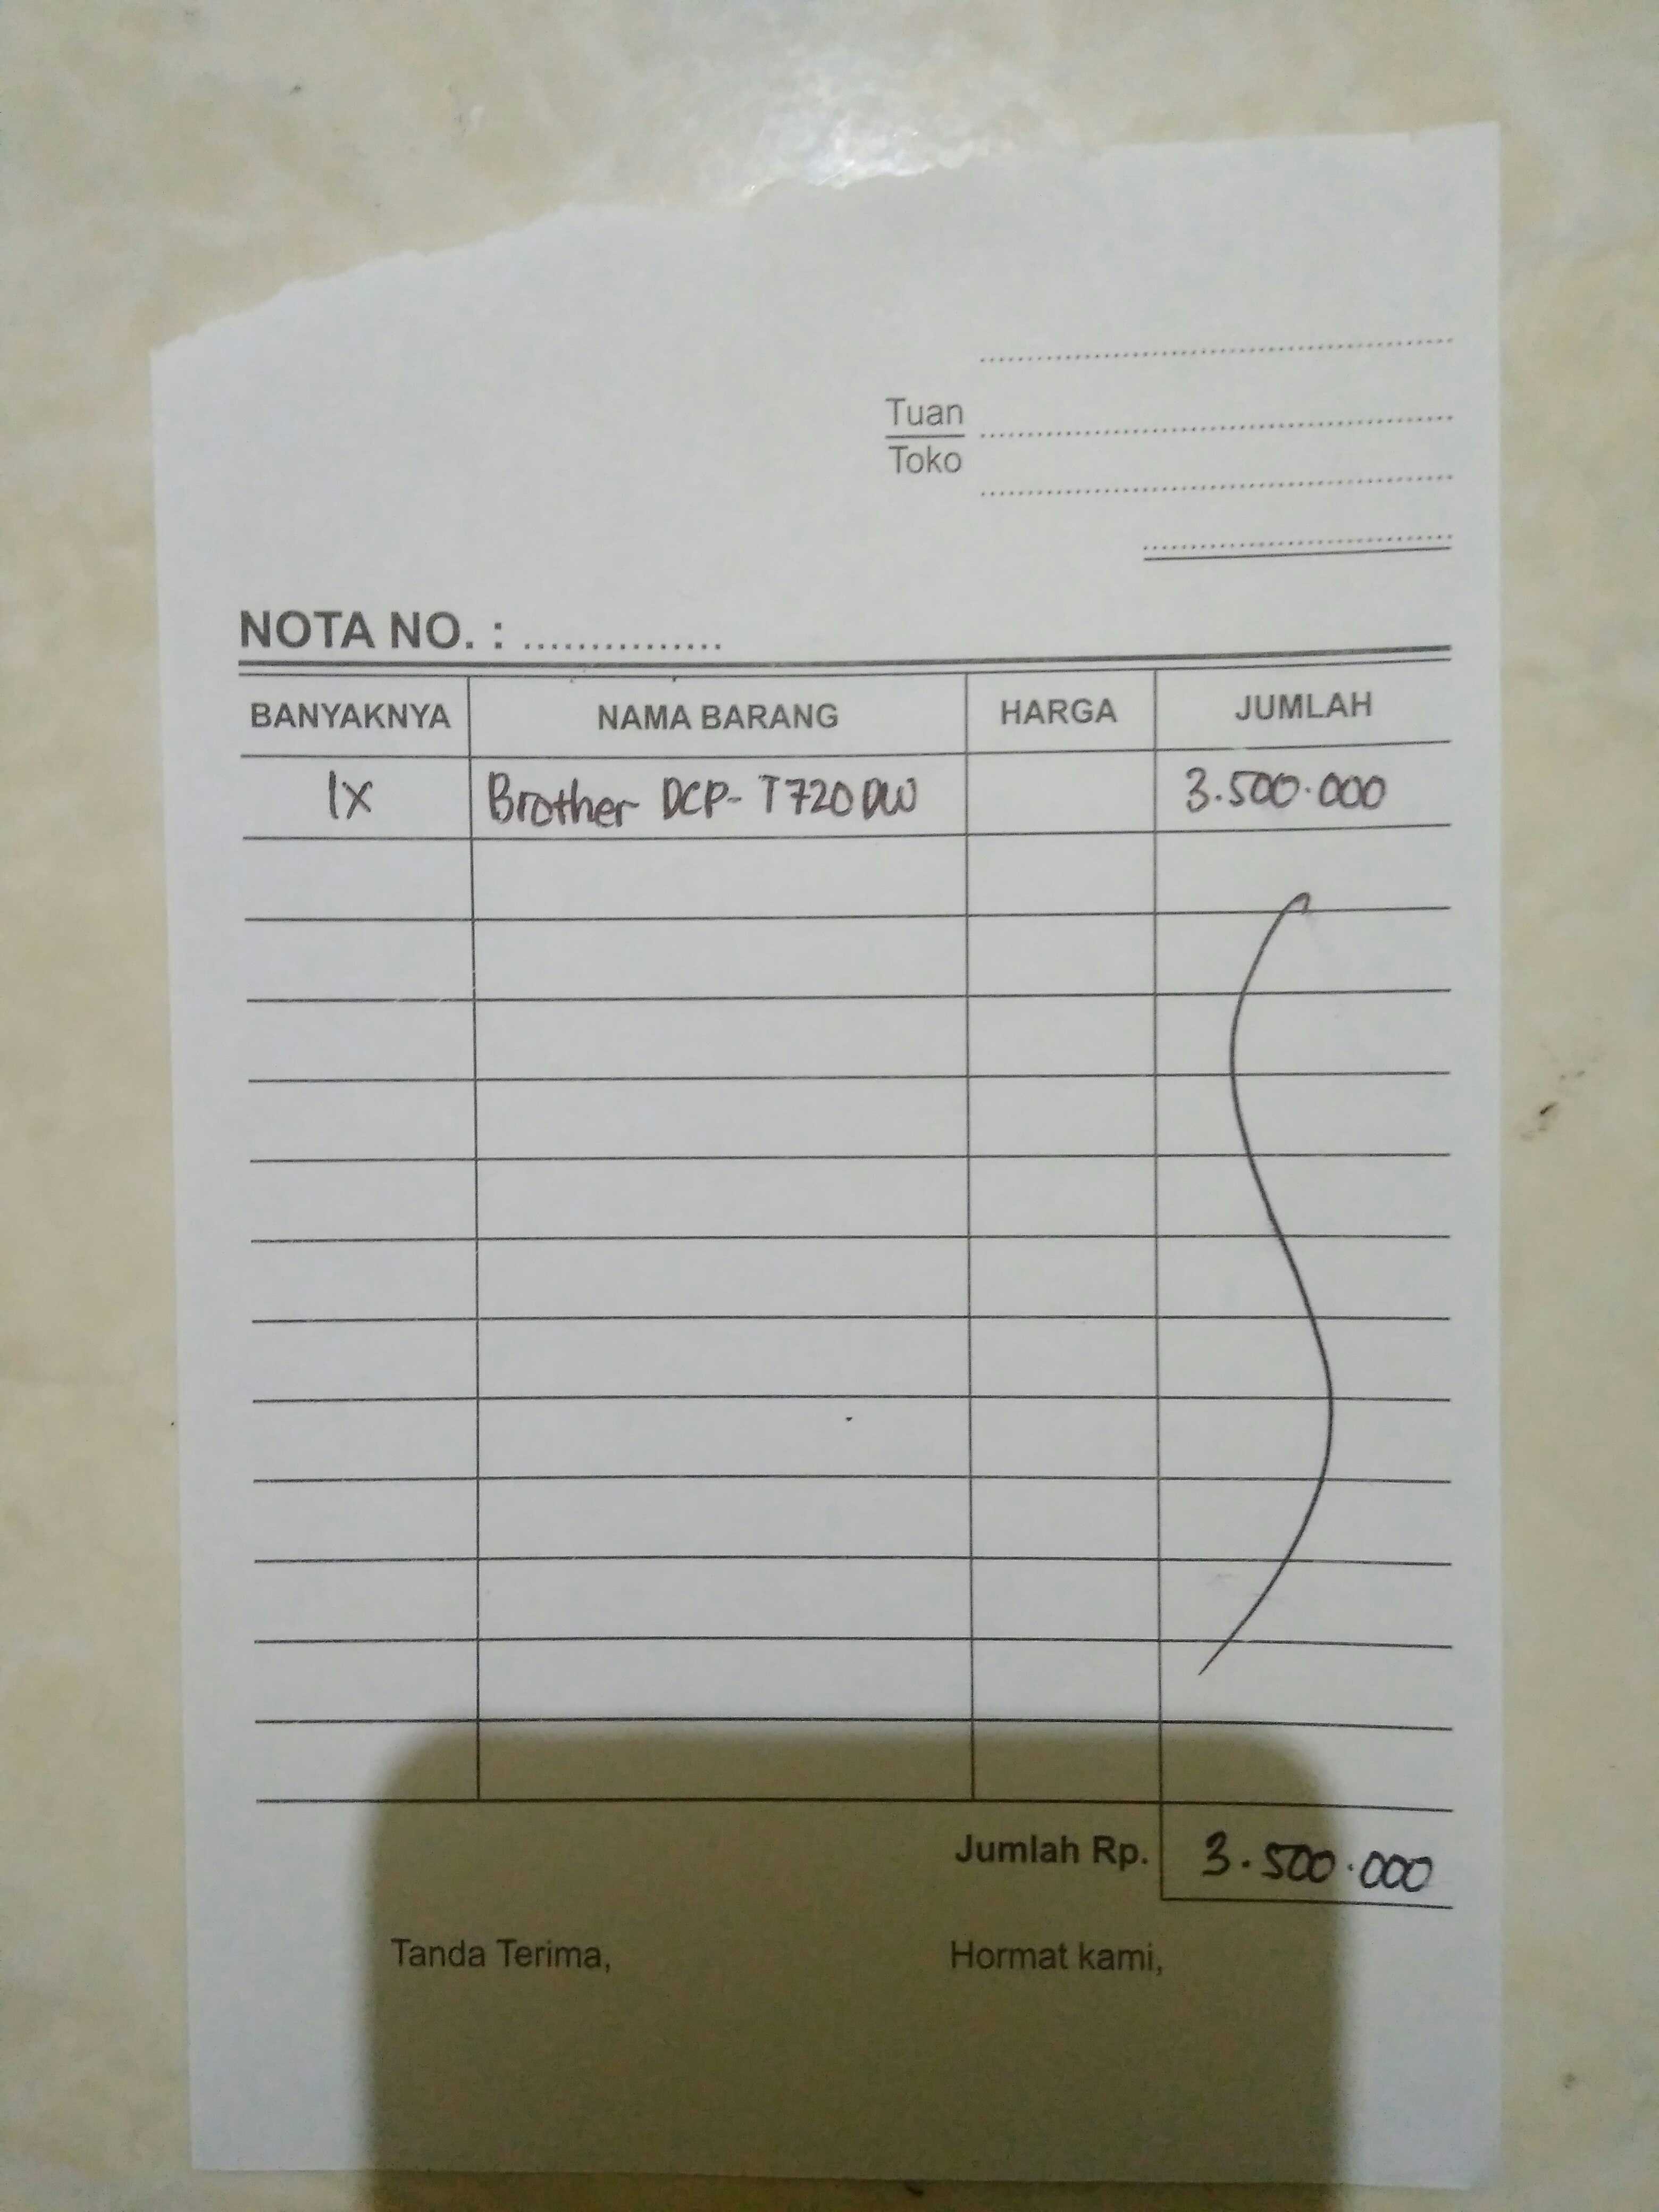 Tuan
Toko
NOTA NO. : ...............
BANYAKNYA NAMA BARANG HARGA JUMLAH
1x Brother DCP-T720DW 3.500.000
Jumlah Rp. 3.500.000
Tanda Terima, Hormat kami,